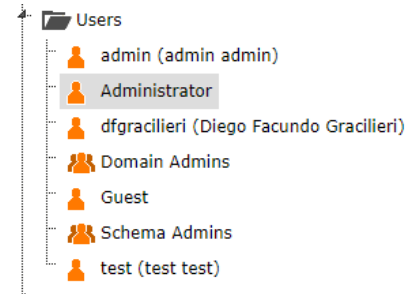 Users
admin (admin admin)
Administrator
dfgracilieri (Diego Facundo Gracilieri)
Domain Admins
Guest
Schema Admins
test (test test)